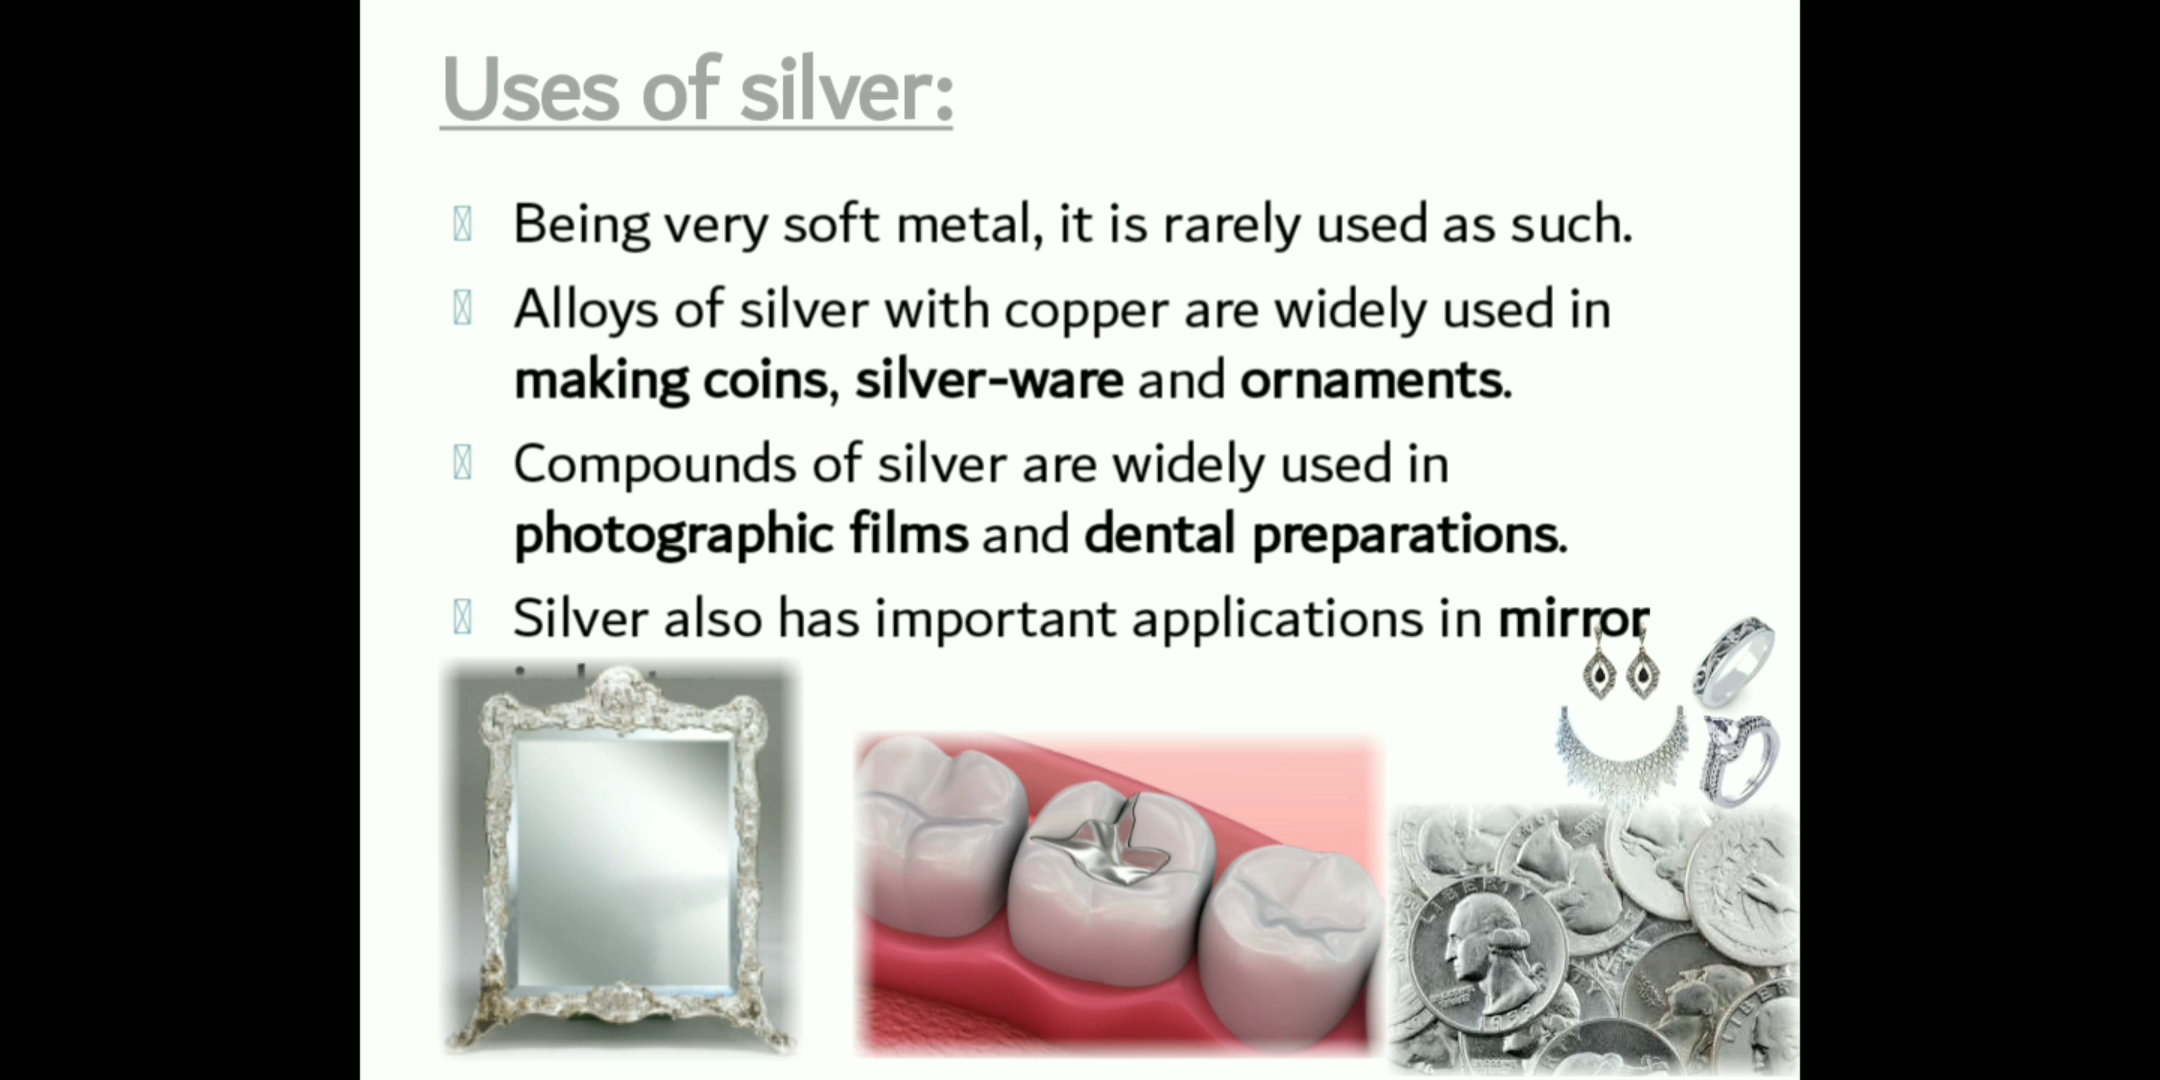 Uses of silver:
Being very soft metal, it is rarely used as such.
Alloys of silver with copper are widely used in
making coins, silver-ware and ornaments.
Compounds of silver are widely used in
photographic films and dental preparations.
Silver also has important applications in mirror
LIBERTY